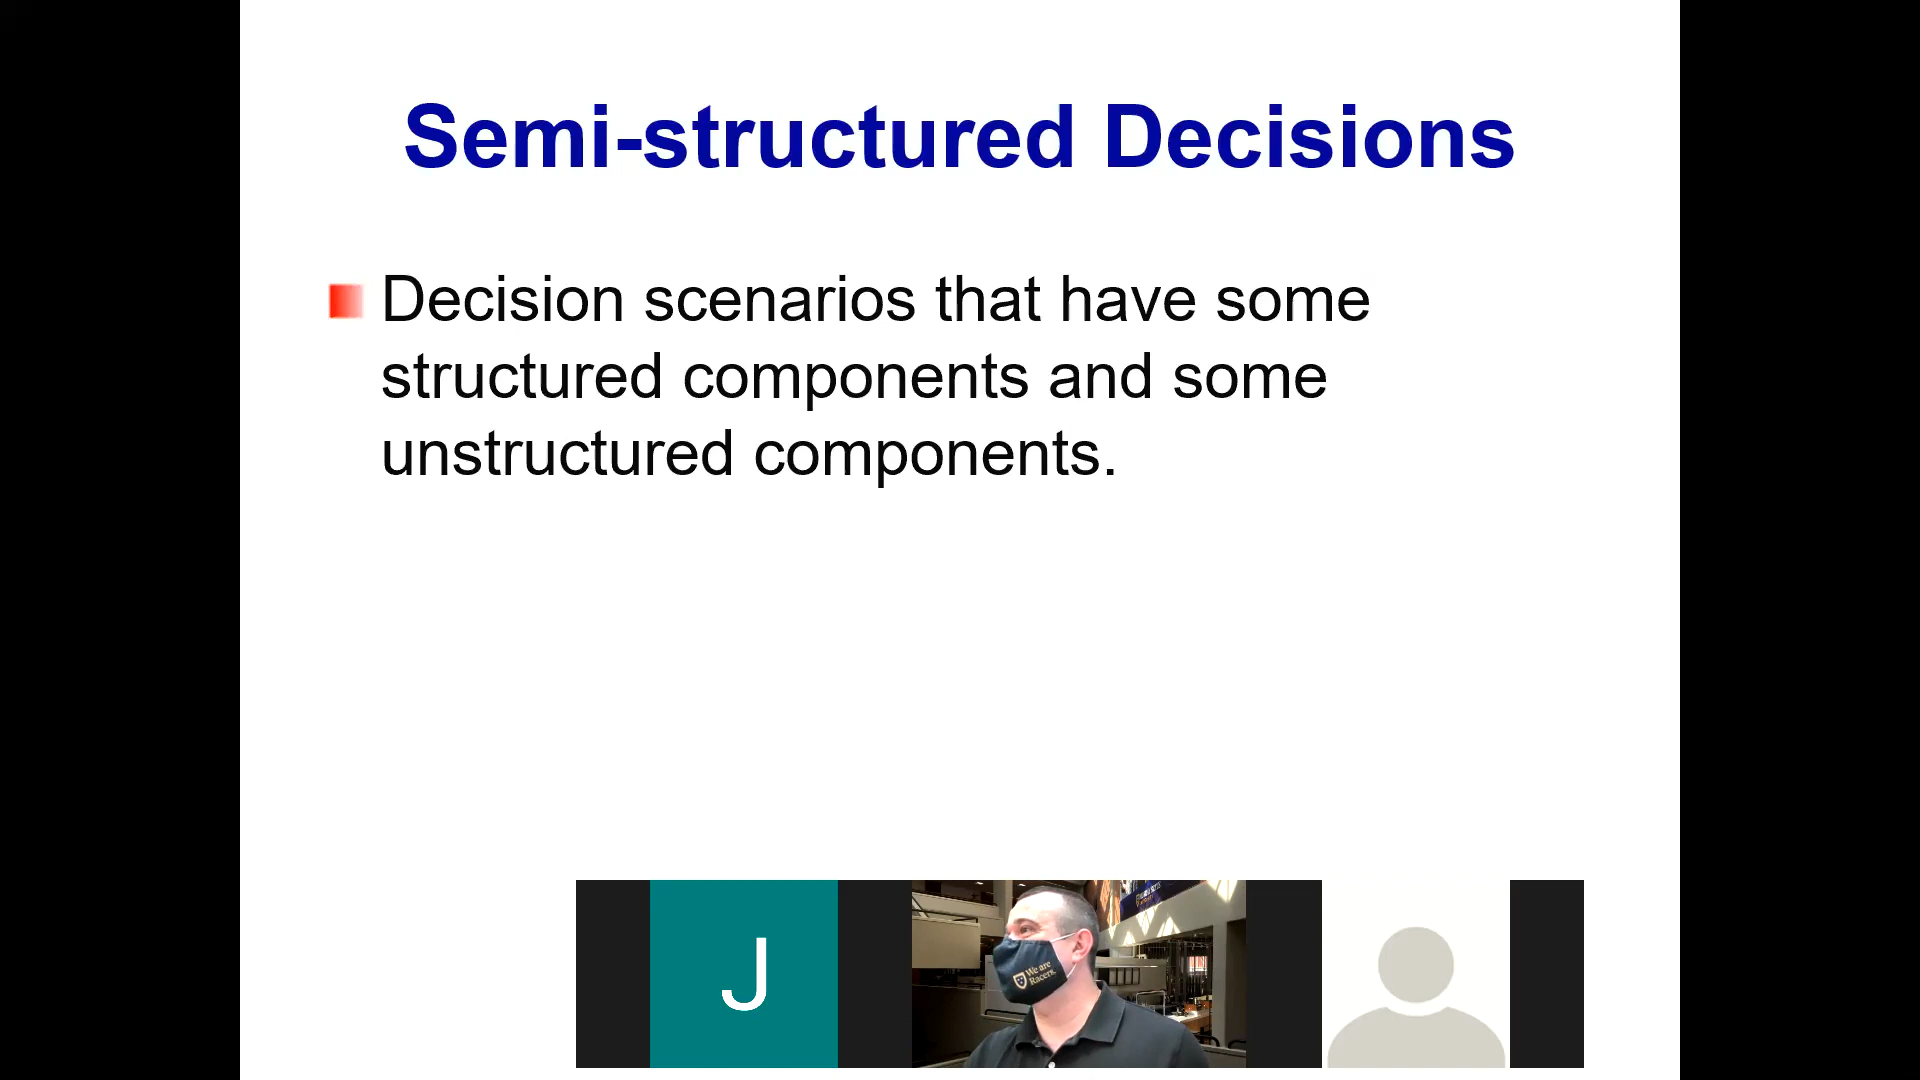 Semi-structured Decisions
Decision scenarios that have some
structured components and some
unstructured components.
J
We are
Racers.